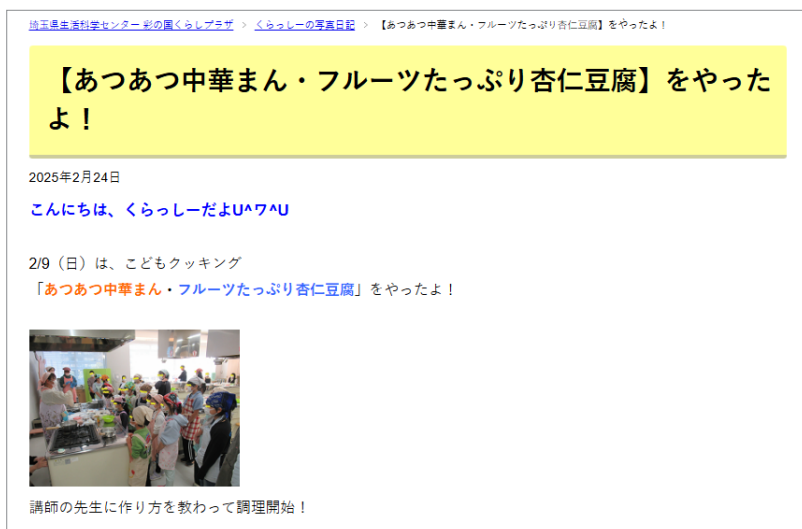 埼玉県生活科学センター 彩の国くらしプラザ > くらっしーの写真日記 > 【あつあつ中華まん・フルーツたっぷり杏仁豆腐】をやったよ！
【あつあつ中華まん・フルーツたっぷり杏仁豆腐】をやった
よ！
2025年2月24日
こんにちは、くらっしーだよU^ワ^U
2/9（日）は、こどもクッキング
「あつあつ中華まん・フルーツたっぷり杏仁豆腐」をやったよ！
講師の先生に作り方を教わって調理開始！